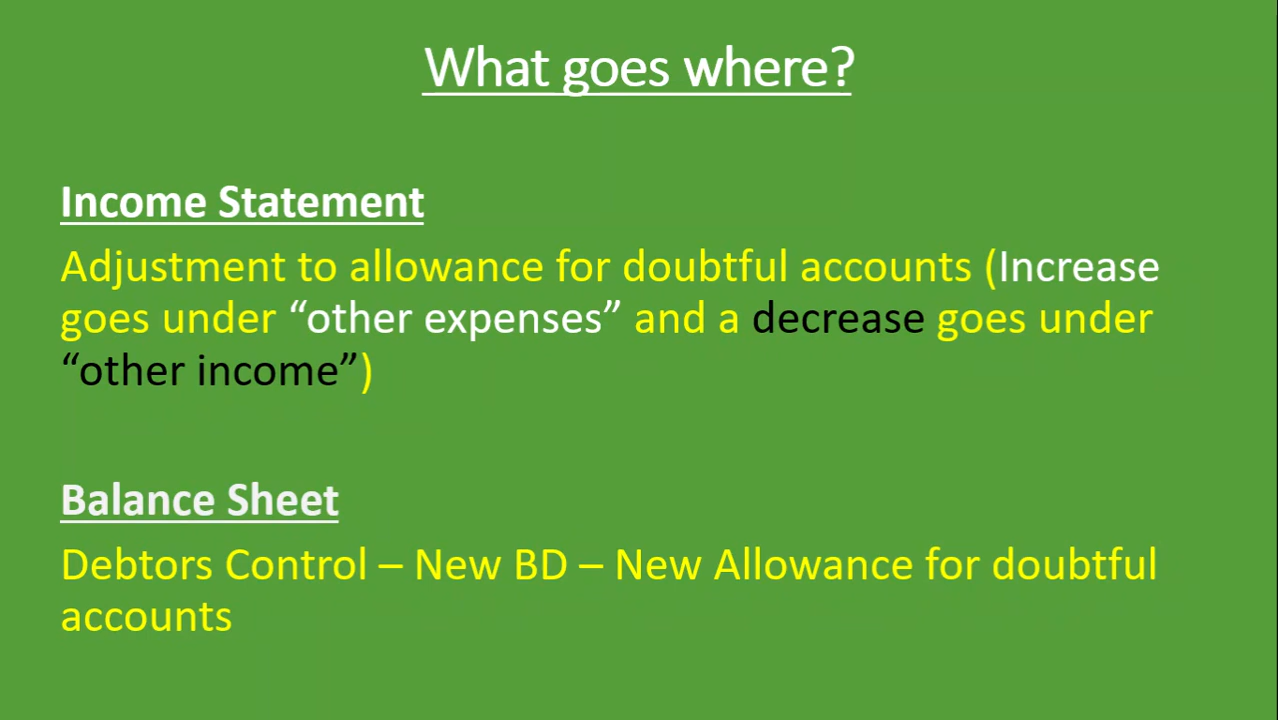 What goes where?
Income Statement
Adjustment to allowance for doubtful accounts (Increase
goes under “other expenses” and a decrease goes under
“other income”)
Balance Sheet
Debtors Control – New BD – New Allowance for doubtful
accounts